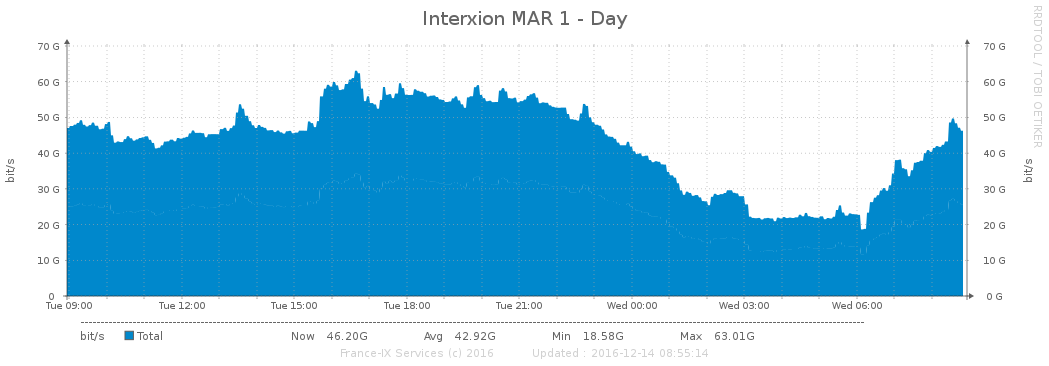 Interxion MAR 1 - Day
RRDTOOL / TOBI OETIKER
bit/s
70 G
60 G
50 G
40 G
30 G
20 G
10 G
0
70 G
60 G
50 G
40 G
30 G
20 G
10 G
0 G
bit/s
Tue 09:00 Tue 12:00 Tue 15:00 Tue 18:00 Tue 21:00 Wed 00:00 Wed 03:00 Wed 06:00
bit/s Total Now 46.20G Avg 42.92G Min 18.58G Max 63.01G
France-IX Services (c) 2016 Updated : 2016-12-14 08:55:14